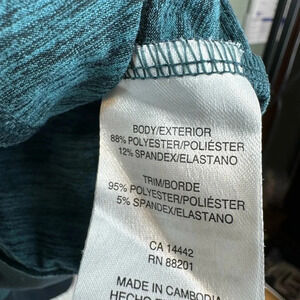 BODY/EXTERIOR
88% POLYESTER/POLIÉSTER
12% SPANDEX/ELASTANO
TRIM/BORDE
95% POLYESTER/POLIÉSTER
5% SPANDEX/ELASTANO
CA 14442
RN 88201
MADE IN CAMBODIA
HECHO